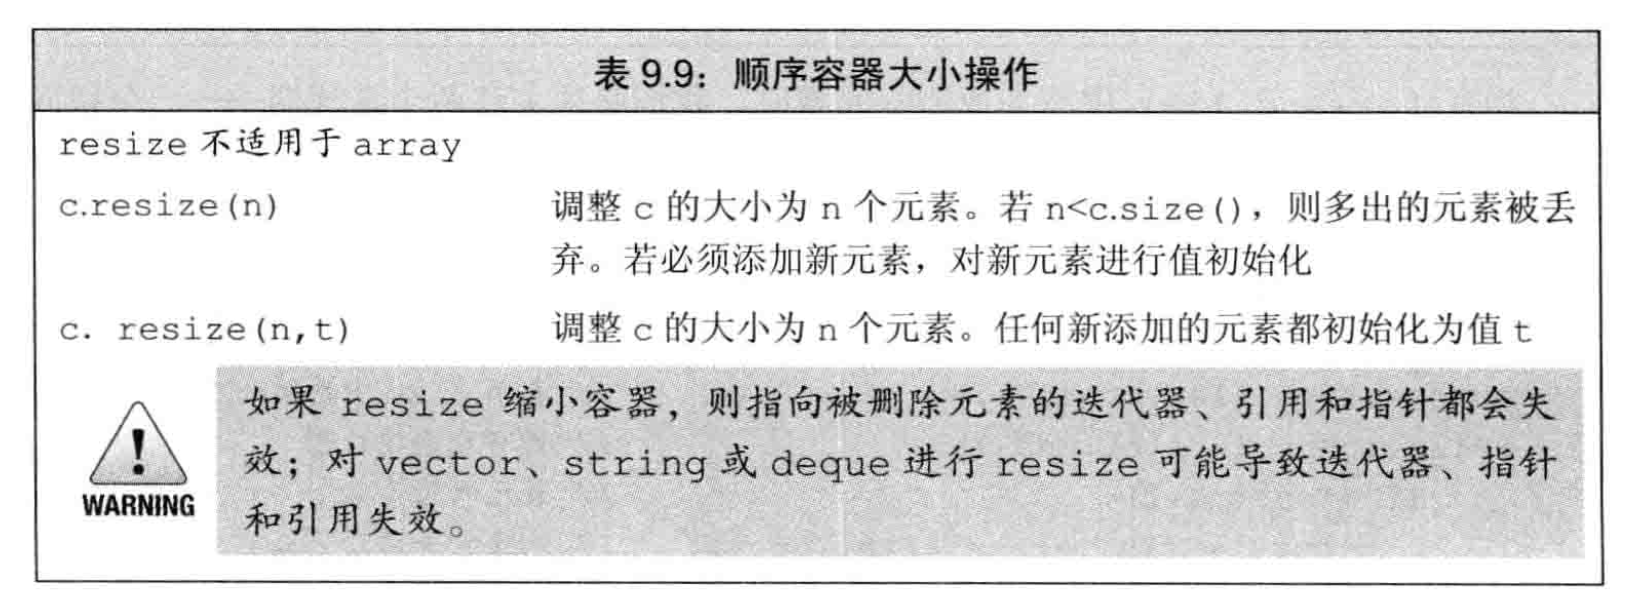 表 9.9：顺序容器大小操作
resize 不适用于 array
c.resize(n) 调整 c 的大小为 n 个元素。若 n<c.size()，则多出的元素被丢
弃。若必须添加新元素，对新元素进行值初始化
c. resize(n,t) 调整 c 的大小为 n 个元素。任何新添加的元素都初始化为值 t
如果 resize 缩小容器，则指向被删除元素的迭代器、引用和指针都会失
效；对 vector、string 或 deque 进行 resize 可能导致迭代器、指针
和引用失效。
WARNING